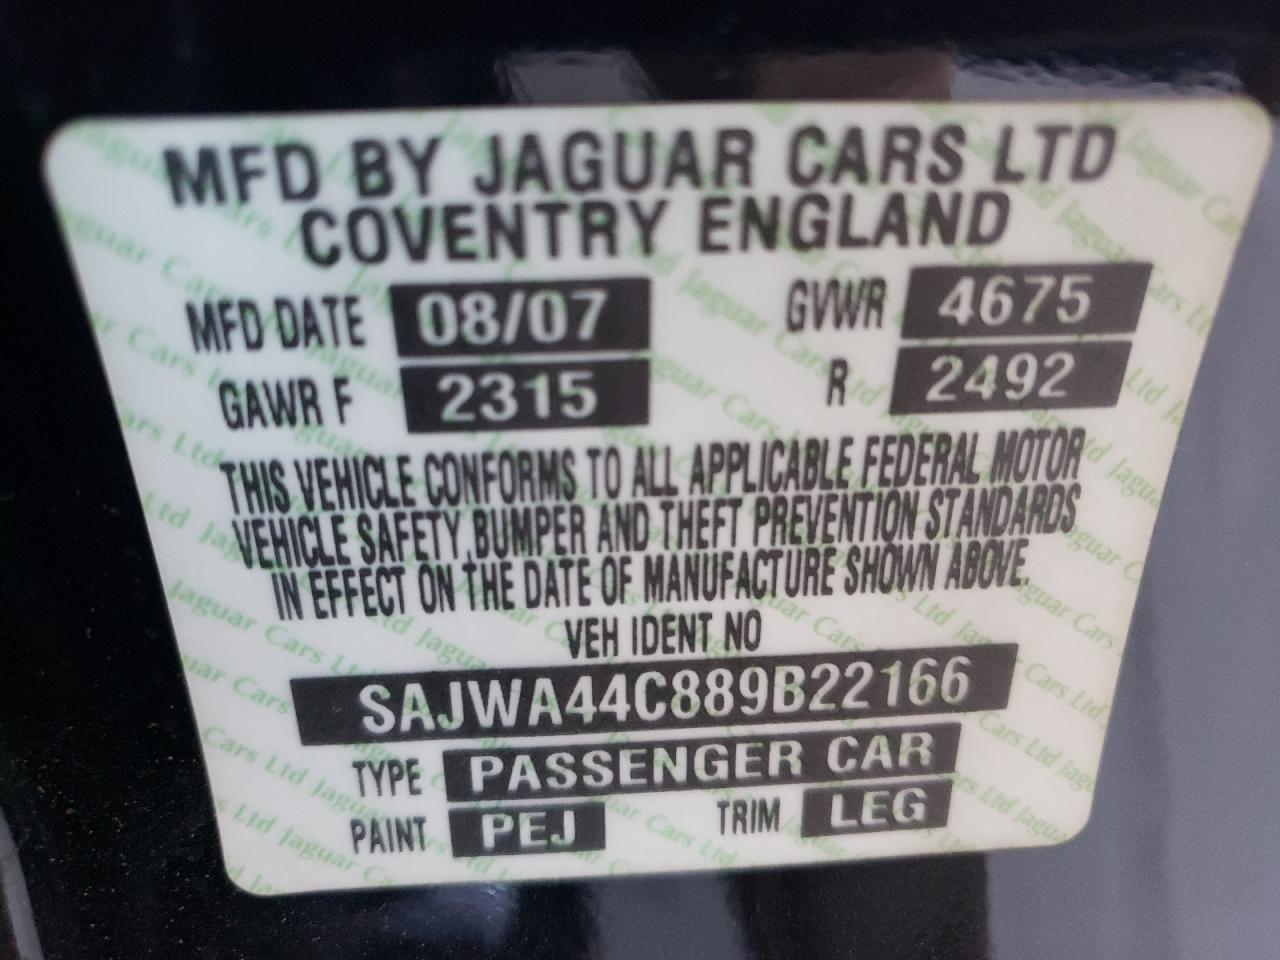 MFD BY JAGUAR CARS LTD
COVENTRY ENGLAND
MFD DATE 08/07 GVWR 4675
GAWR F 2315 R 2492
THIS VEHICLE CONFORMS TO ALL APPLICABLE FEDERAL MOTOR
VEHICLE SAFETY, BUMPER AND THEFT PREVENTION STANDARDS
IN EFFECT ON THE DATE OF MANUFACTURE SHOWN ABOVE.
VEH IDENT NO
SAJWA44C889B22166
TYPE PASSENGER CAR
PAINT PEJ TRIM LEG